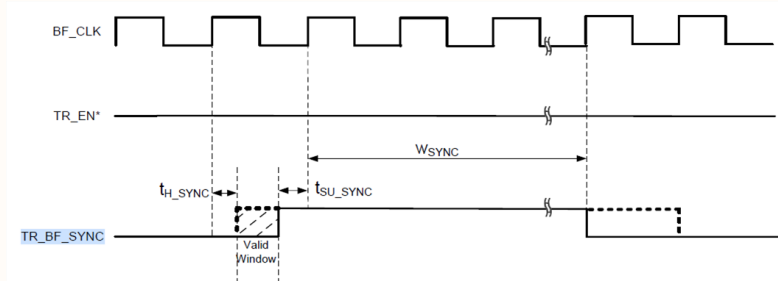 BF_CLK
TR_EN*
WSYNC
tH_SYNC
tSU_SYNC
TR_BF_SYNC
Valid
Window